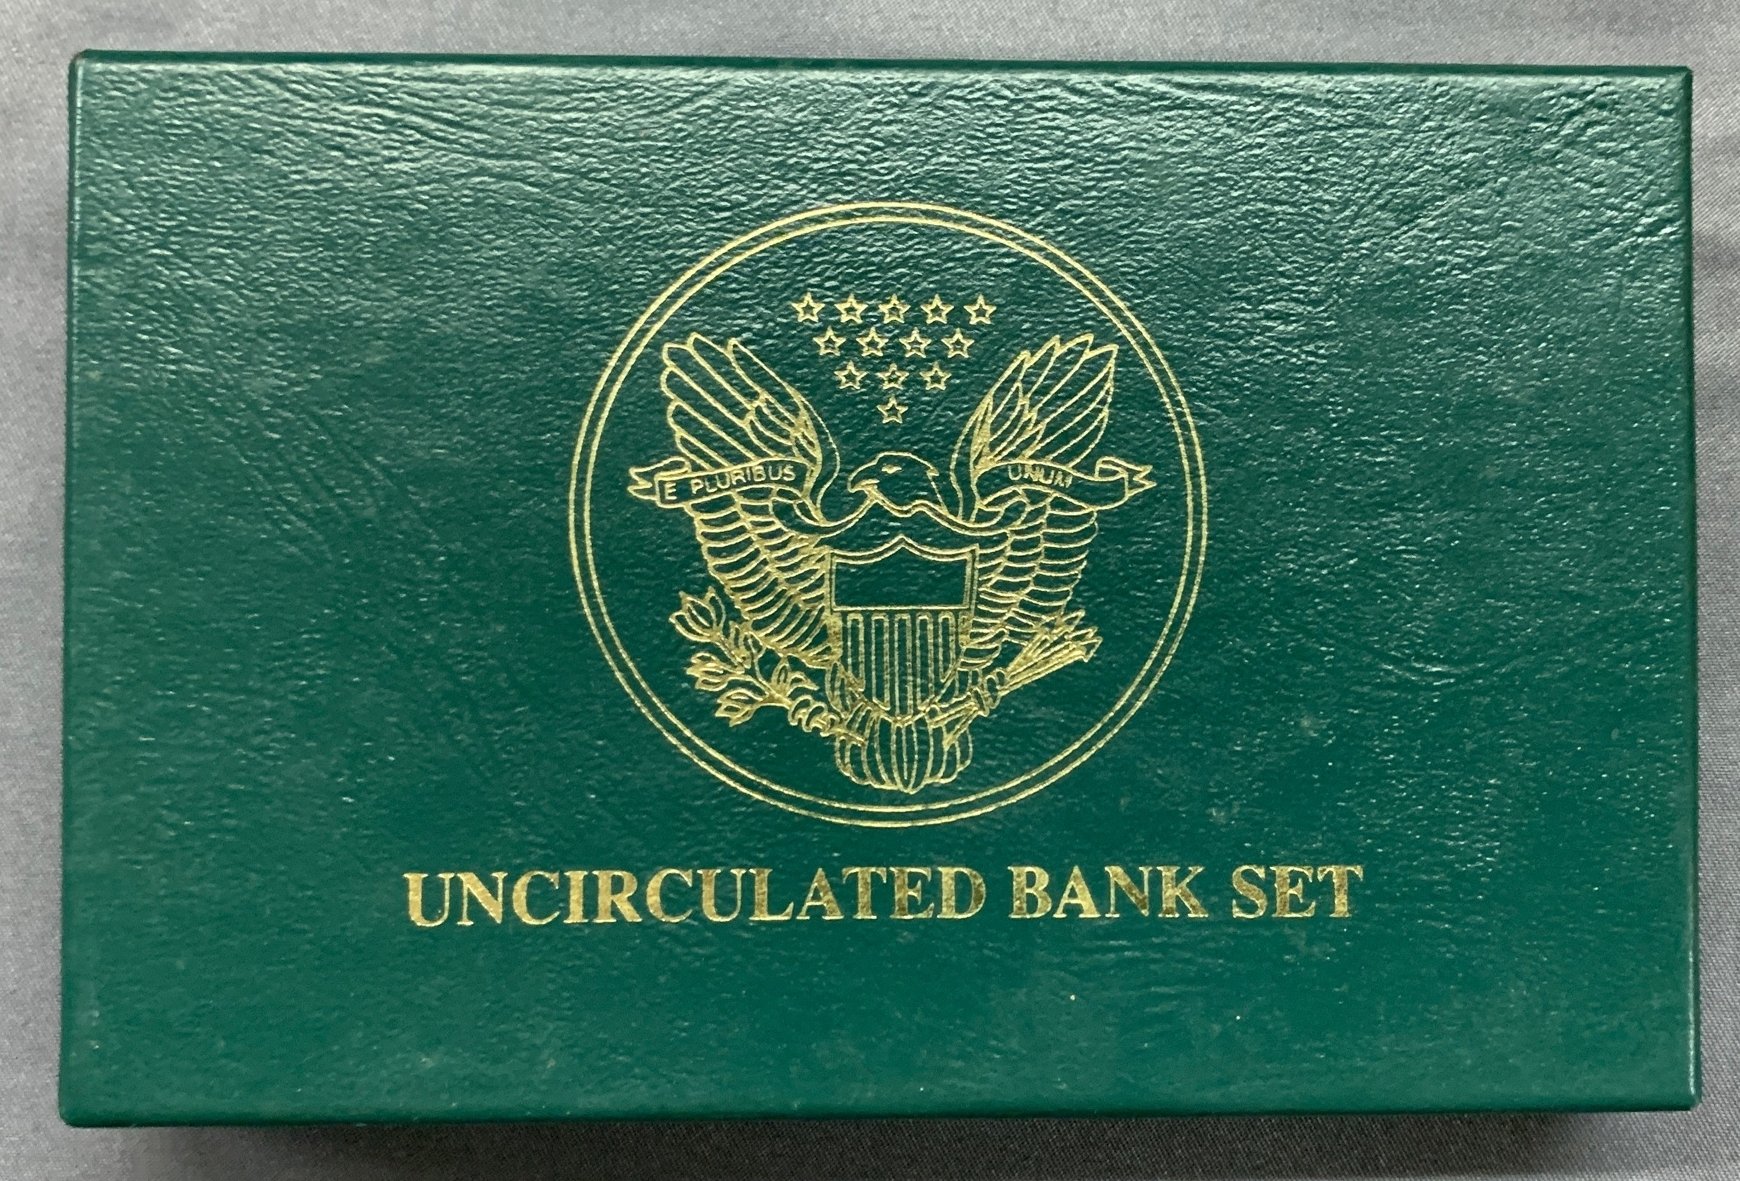 E PLURIBUS UNUM
UNCIRCULATED BANK SET